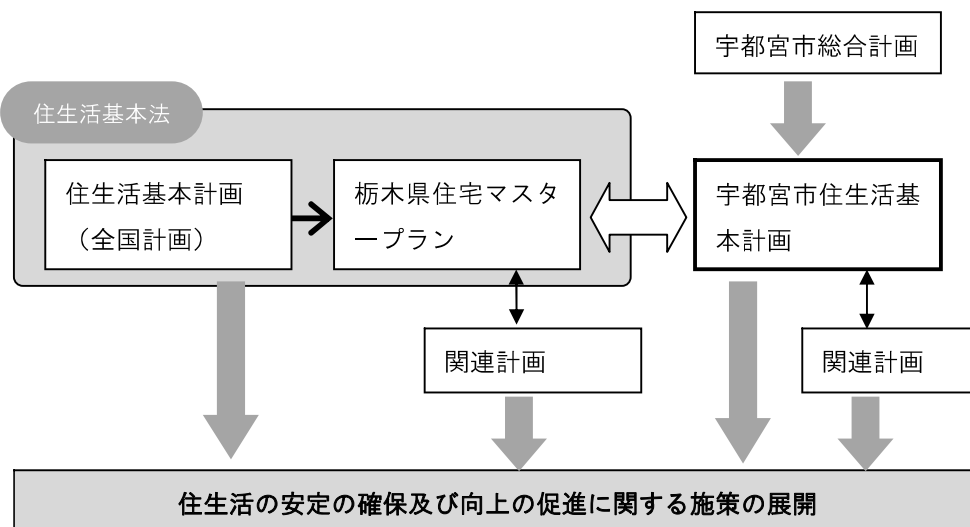 宇都宮市総合計画
住生活基本法
住生活基本計画
（全国計画）
栃木県住宅マスタ
ープラン
宇都宮市住生活基
本計画
関連計画
関連計画
住生活の安定の確保及び向上の促進に関する施策の展開